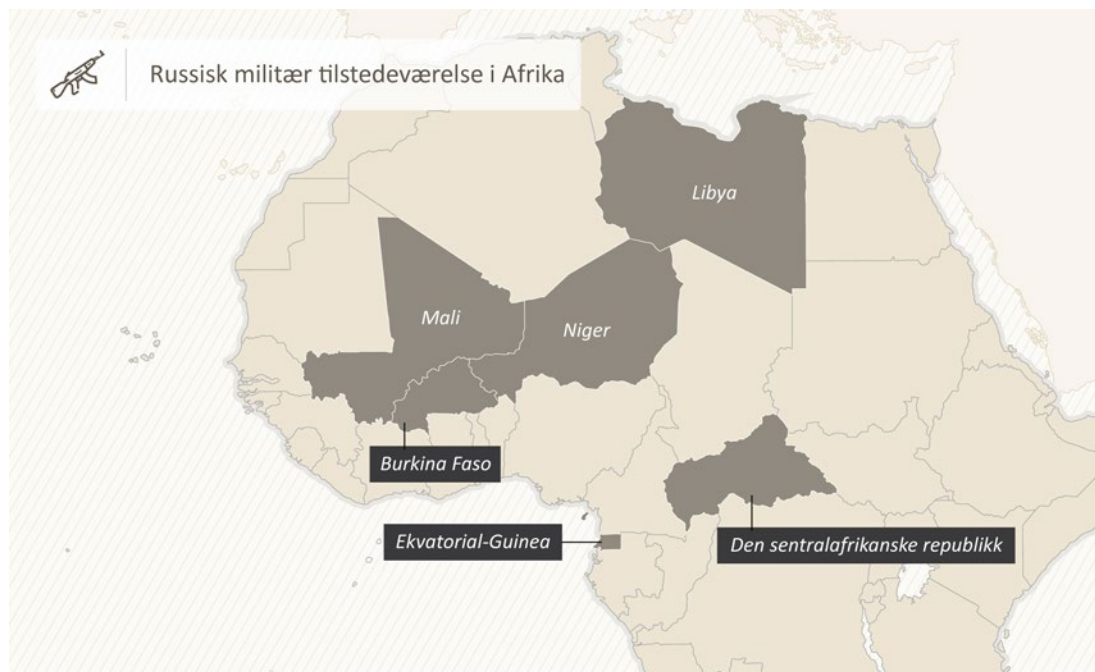 Russisk militær tilstedeværelse i Afrika
Libya
Mali
Niger
Burkina Faso
Ekvatorial-Guinea
Den sentralafrikanske republikk